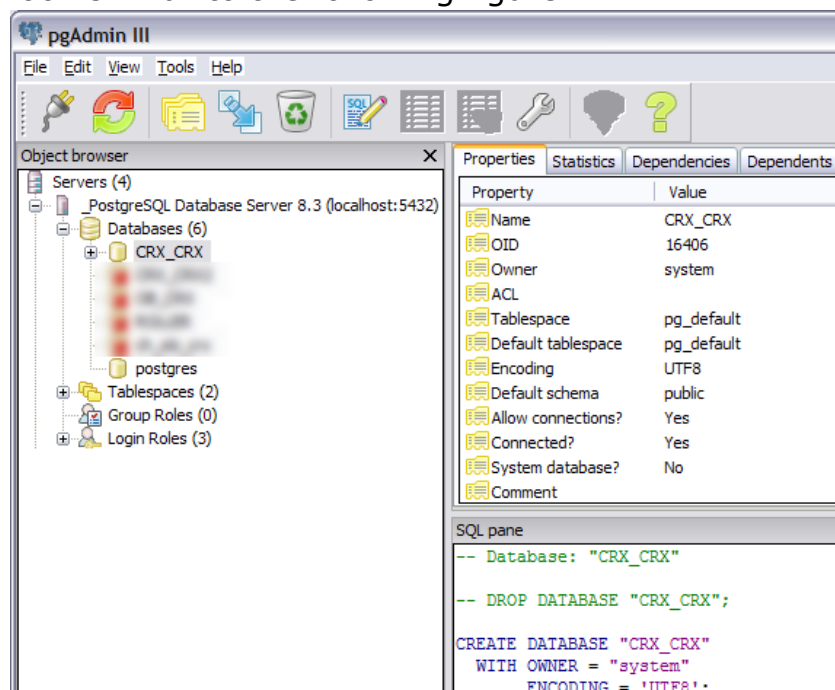 pgAdmin III
File Edit View Tools Help
SQL
Object browser X
Servers (4)
_PostgreSQL Database Server 8.3 (localhost:5432)
Databases (6)
CRX_CRX
postgres
Tablespaces (2)
Group Roles (0)
Login Roles (3)
Properties Statistics Dependencies Dependents
Property Value
Name CRX_CRX
OID 16406
Owner system
ACL
Tablespace pg_default
Default tablespace pg_default
Encoding UTF8
Default schema public
Allow connections? Yes
Connected? Yes
System database? No
Comment
SQL pane
-- Database: "CRX_CRX"
-- DROP DATABASE "CRX_CRX";
CREATE DATABASE "CRX_CRX"
WITH OWNER = "system"
ENCODING = 'UTF8';